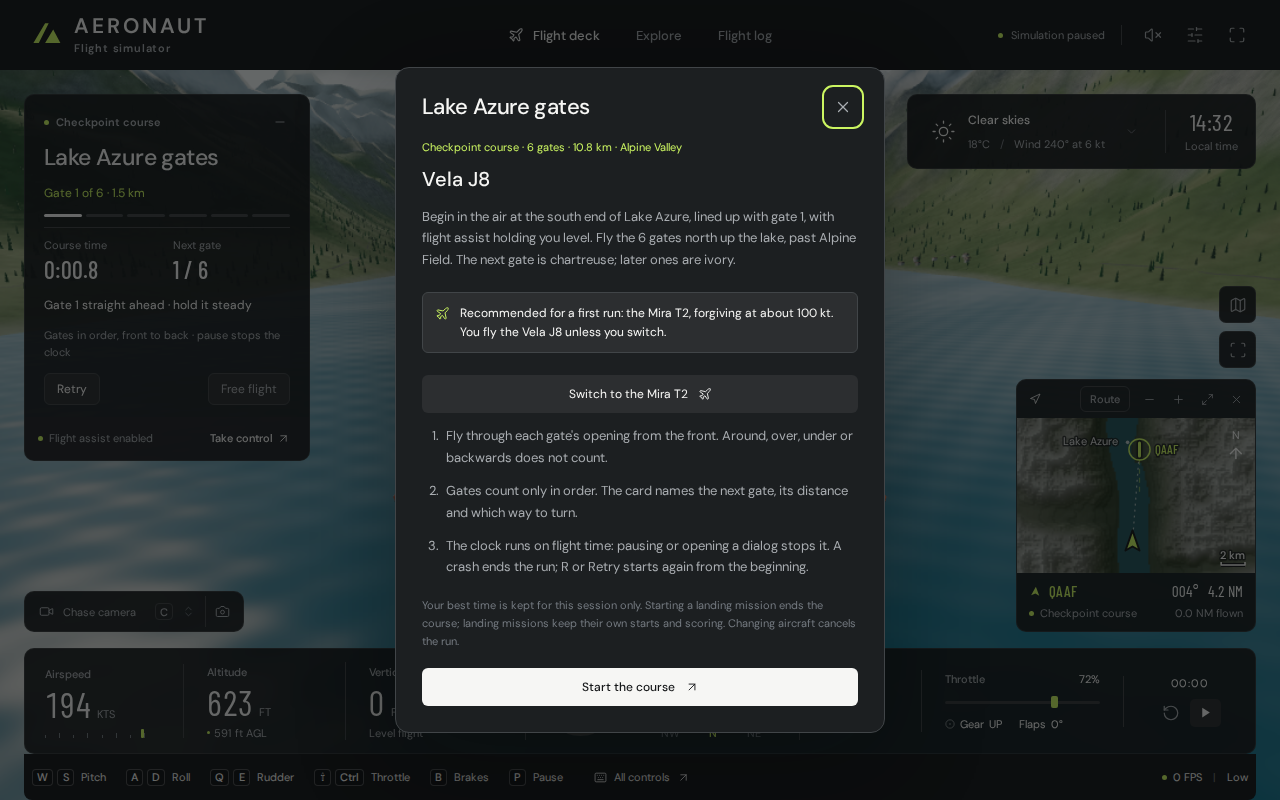 AERONAUT
Flight simulator
Flight deck
Explore
Flight log
Simulation paused
Checkpoint course
Lake Azure gates
Gate 1 of 6 · 1.5 km
Course time
Next gate
0:00.8
1 / 6
Gate 1 straight ahead · hold it steady
Gates in order, front to back · pause stops the
clock
Retry
Free flight
Flight assist enabled
Take control
Lake Azure gates
Checkpoint course · 6 gates · 10.8 km · Alpine Valley
Vela J8
Begin in the air at the south end of Lake Azure, lined up with gate 1, with
flight assist holding you level. Fly the 6 gates north up the lake, past Alpine
Field. The next gate is chartreuse; later ones are ivory.
Recommended for a first run: the Mira T2, forgiving at about 100 kt.
You fly the Vela J8 unless you switch.
Switch to the Mira T2
1. Fly through each gate's opening from the front. Around, over, under or
backwards does not count.
2. Gates count only in order. The card names the next gate, its distance
and which way to turn.
3. The clock runs on flight time: pausing or opening a dialog stops it. A
crash ends the run; R or Retry starts again from the beginning.
Your best time is kept for this session only. Starting a landing mission ends the
course; landing missions keep their own starts and scoring. Changing aircraft cancels
the run.
Start the course
Clear skies
18°C / Wind 240° at 6 kt
14:32
Local time
Route
Lake Azure
QAAF
N
2 km
QAAF
004° 4.2 NM
Checkpoint course
0.0 NM flown
Chase camera
C
Airspeed
194 KTS
Altitude
623 FT
591 ft AGL
0
Level flight
N
Throttle
72%
Gear UP
Flaps 0°
00:00
W S Pitch
A D Roll
Q E Rudder
⇧ Ctrl Throttle
B Brakes
P Pause
All controls
0 FPS
Low